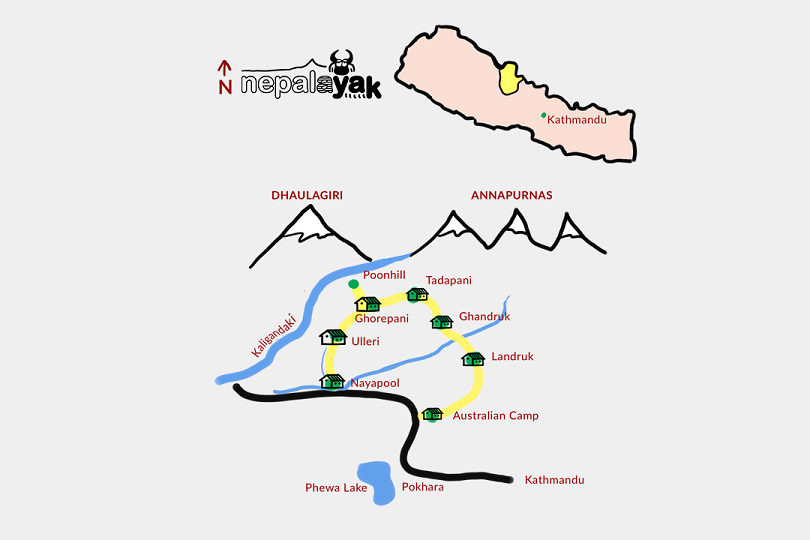 N
nepalayak
Kathmandu
DHAULAGIRI
ANNAPURNAS
Poonhill
Tadapani
Ghorepani
Ghandruk
Kaligandaki
Ulleri
Landruk
Nayapool
Australian Camp
Kathmandu
Phewa Lake
Pokhara